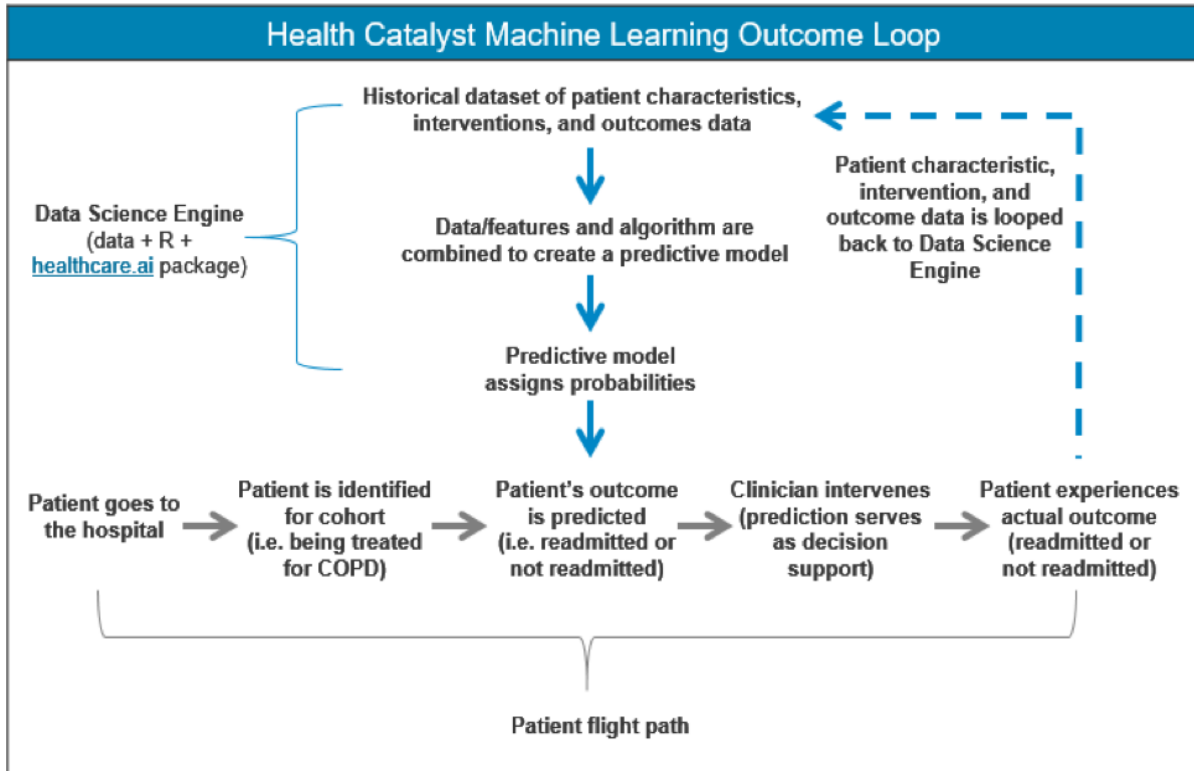 Health Catalyst Machine Learning Outcome Loop
Historical dataset of patient characteristics,
interventions, and outcomes data
Patient characteristic,
intervention, and
outcome data is looped
back to Data Science
Engine
Data Science Engine
(data + R +
healthcare.ai package)
Data/features and algorithm are
combined to create a predictive model
Predictive model
assigns probabilities
Patient goes to
the hospital
Patient is identified
for cohort
(i.e. being treated
for COPD)
Patient’s outcome
is predicted
(i.e. readmitted or
not readmitted)
Clinician intervenes
(prediction serves
as decision
support)
Patient experiences
actual outcome
(readmitted or
not readmitted)
Patient flight path